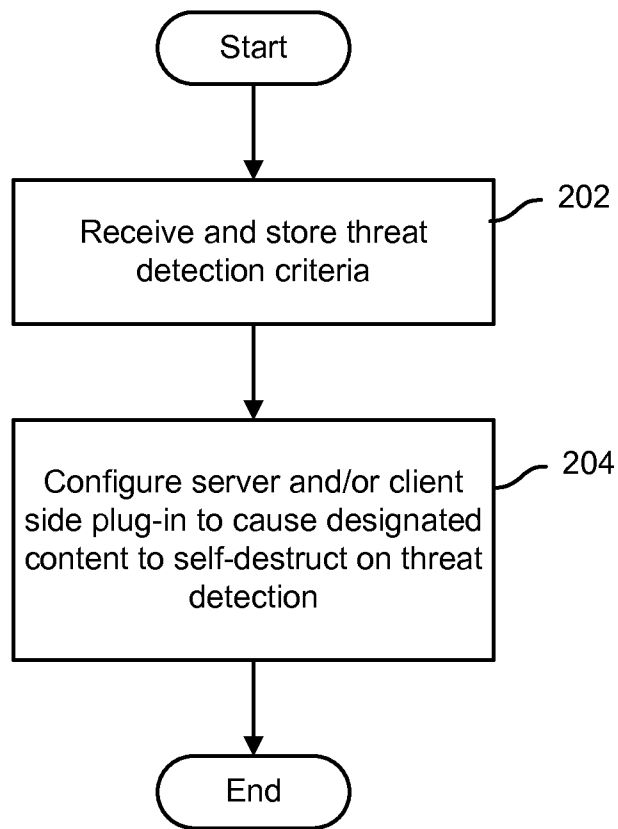 Start
202
Receive and store threat
detection criteria
204
Configure server and/or client
side plug-in to cause designated
content to self-destruct on threat
detection
End